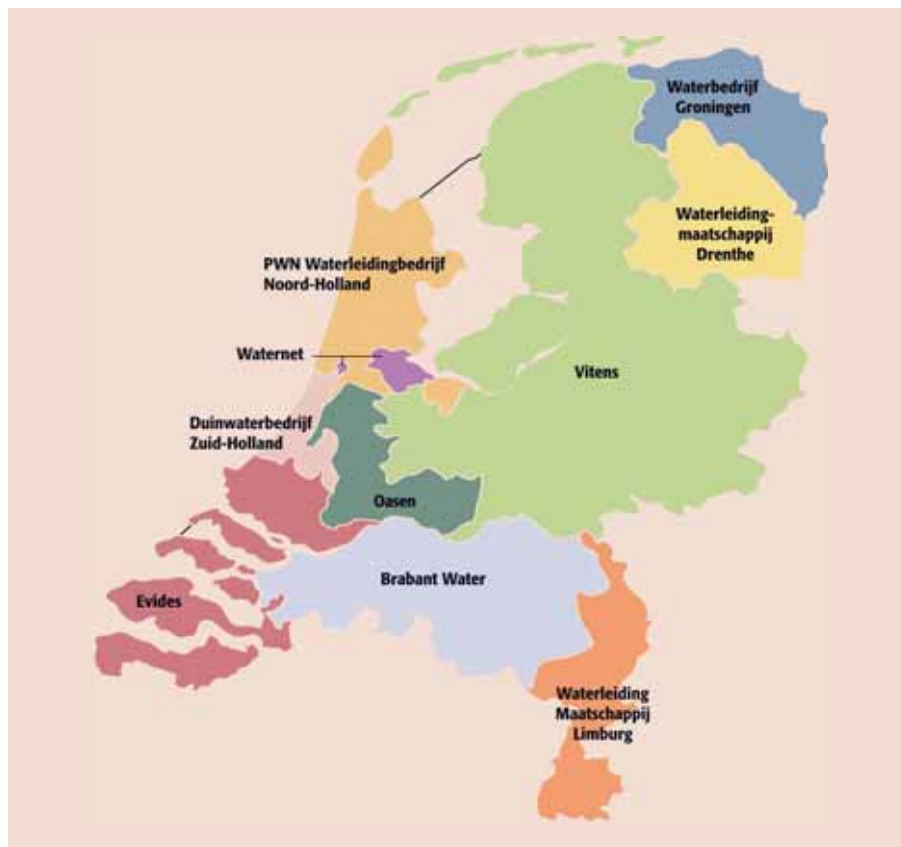 Waterbedrijf
Groningen
Waterleiding-
maatschappij
Drenthe
PWN Waterleidingbedrijf
Noord-Holland
Waternet
Vitens
Duinwaterbedrijf
Zuid-Holland
Oasen
Brabant Water
Evides
Waterleiding
Maatschappij
Limburg